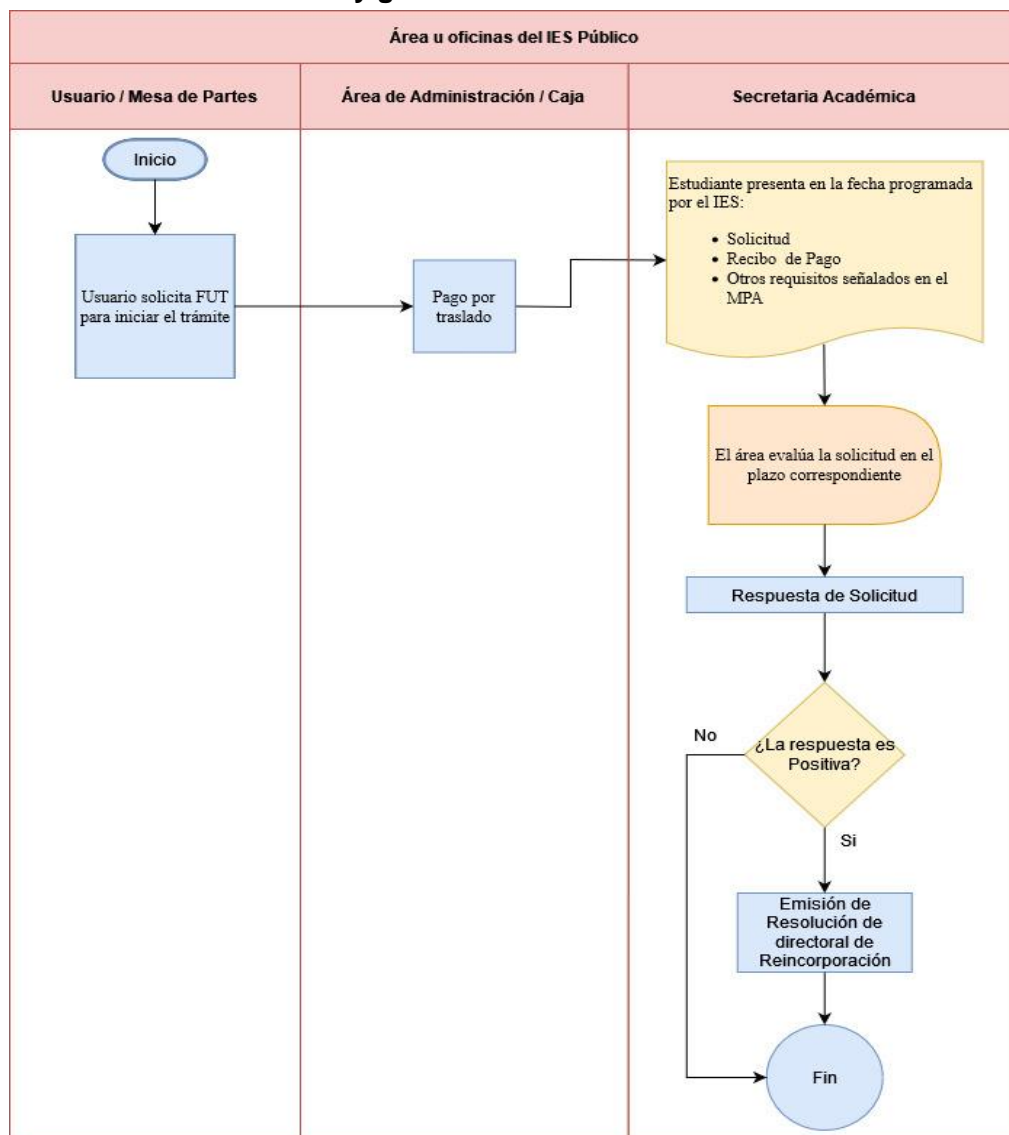 Área u oficinas del IES Público
Usuario / Mesa de Partes
Área de Administración / Caja
Secretaria Académica
Inicio
Usuario solicita FUT
para iniciar el trámite
Pago por
traslado
Estudiante presenta en la fecha programada
por el IES:
• Solicitud
• Recibo de Pago
• Otros requisitos señalados en el
MPA
El área evalúa la solicitud en el
plazo correspondiente
Respuesta de Solicitud
¿La respuesta es
Positiva?
No
Si
Emisión de
Resolución de
directoral de
Reincorporación
Fin